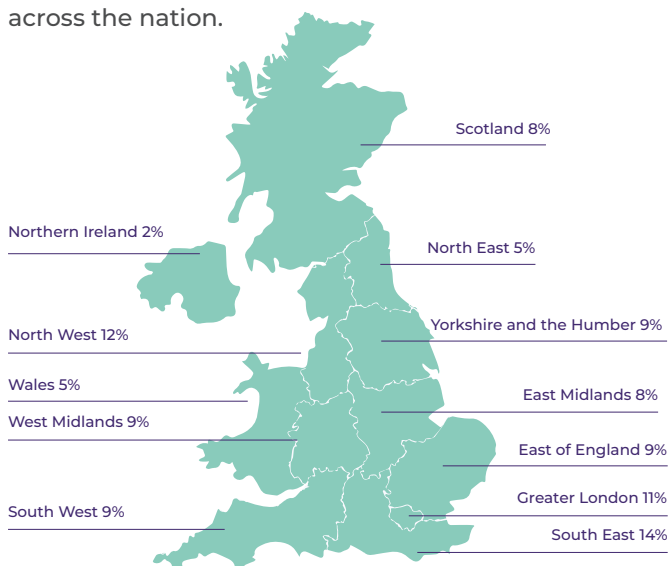 across the nation.
Scotland 8%
Northern Ireland 2%
North East 5%
North West 12%
Yorkshire and the Humber 9%
Wales 5%
East Midlands 8%
West Midlands 9%
East of England 9%
Greater London 11%
South West 9%
South East 14%